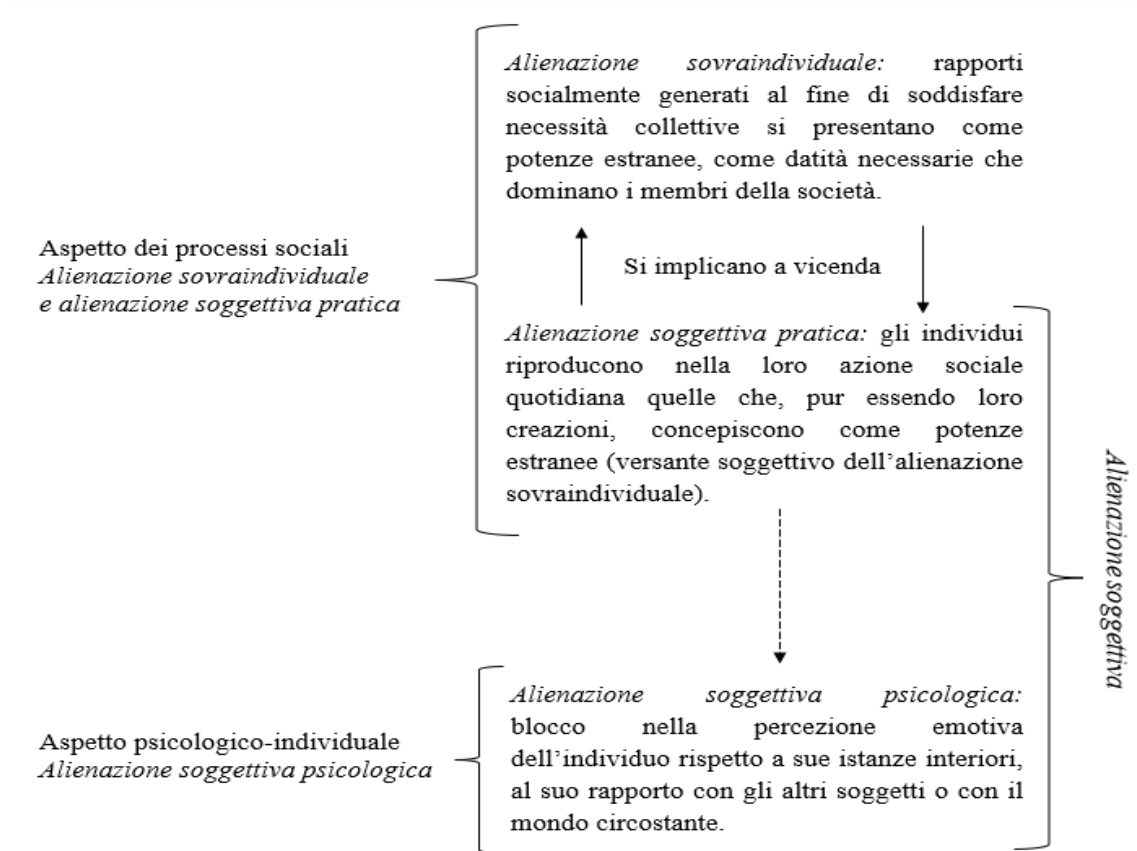 Alienazione sovraindividuale: rapporti
socialmente generati al fine di soddisfare
necessità collettive si presentano come
potenze estranee, come datità necessarie che
dominano i membri della società.
Aspetto dei processi sociali
Alienazione sovraindividuale
e alienazione soggettiva pratica
Si implicano a vicenda
Alienazione soggettiva pratica: gli individui
riproducono nella loro azione sociale
quotidiana quelle che, pur essendo loro
creazioni, concepiscono come potenze
estranee (versante soggettivo dell’alienazione
sovraindividuale).
Alienazione soggettiva
Aspetto psicologico-individuale
Alienazione soggettiva psicologica
Alienazione soggettiva psicologica:
blocco nella percezione emotiva
dell’individuo rispetto a sue istanze interiori,
al suo rapporto con gli altri soggetti o con il
mondo circostante.